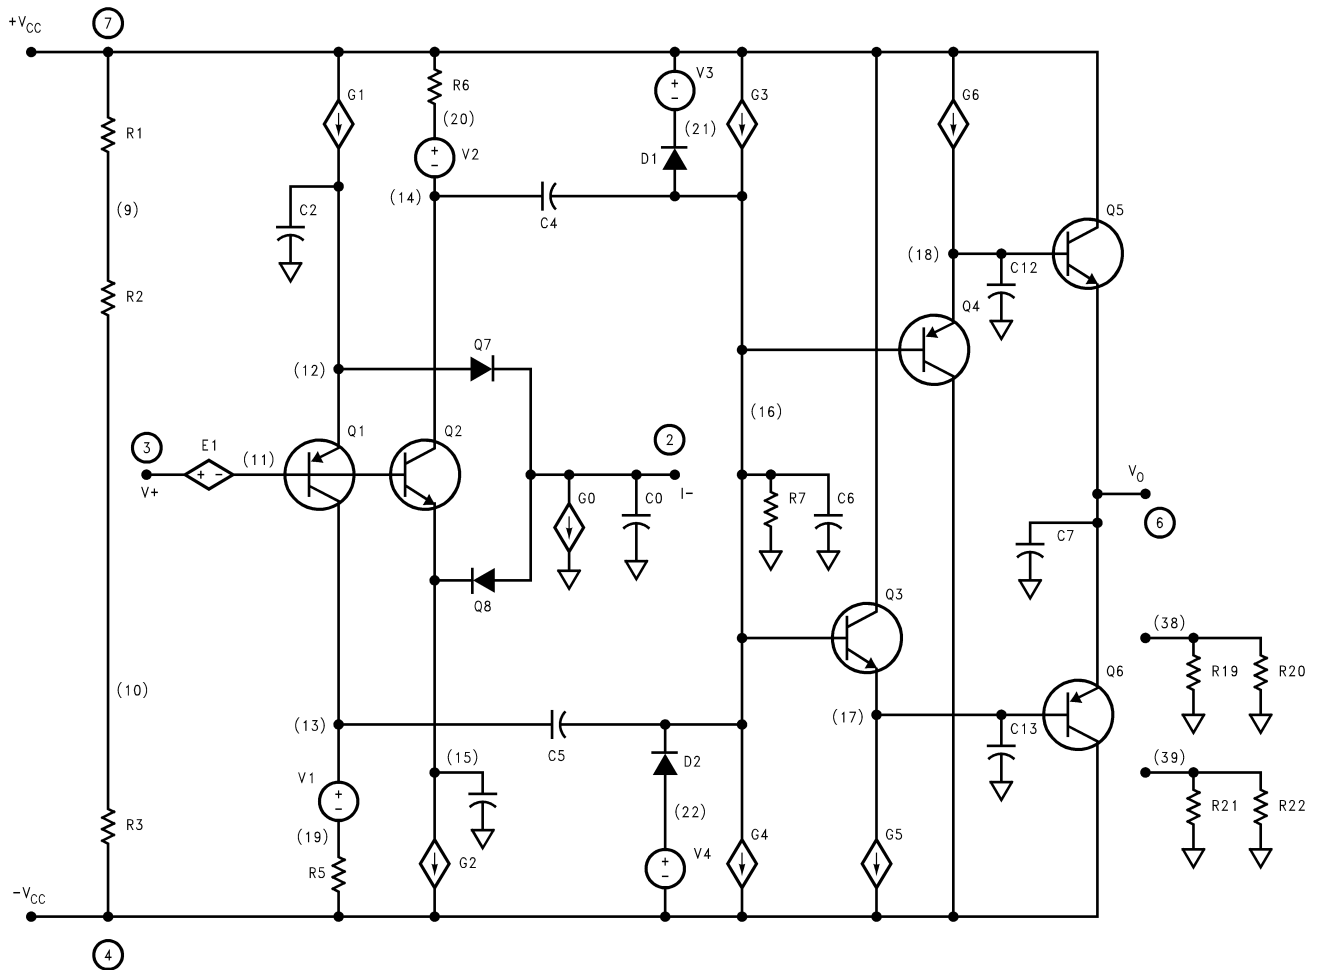 +VCC
7
G1
R6
V3
G3
G6
(20)
(21)
R1
V2
D1
(9)
C2
(14)
C4
Q5
(18)
C12
R2
Q4
Q7
(12)
(16)
3
E1
(11)
Q1
Q2
2
V+
G0
C0
I-
R7
C6
VO
6
C7
Q8
Q3
(38)
R19
R20
Q6
(10)
(13)
C5
(17)
C13
V1
(15)
D2
(39)
R21
R22
(22)
R3
(19)
R5
G2
V4
G4
G5
-VCC
4